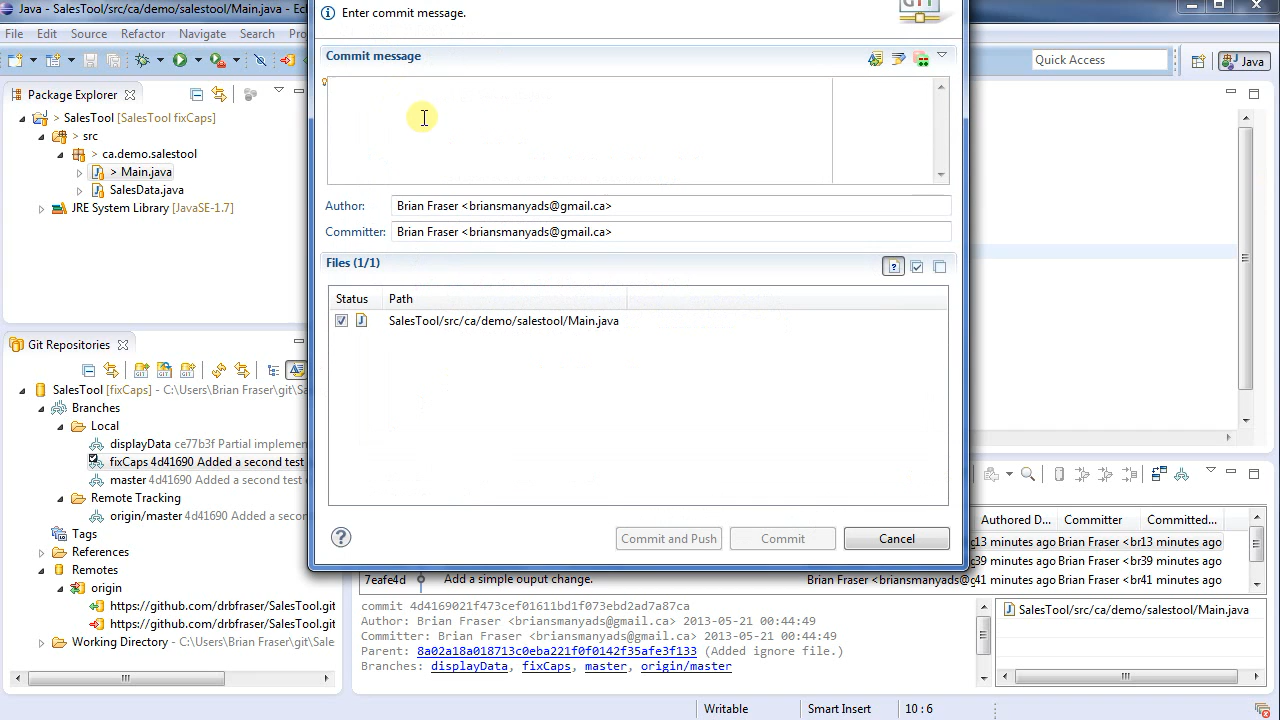 Java - SalesTool/src/ca/demo/salestool/Main.java - Ec
File Edit Source Refactor Navig
Search Pro
Quick Access
Java
Enter commit message.
GIT
Commit message
Author: Brian Fraser <briansmanyads@gmail.ca>
Committer: Brian Fraser <briansmanyads@gmail.ca>
Files (1/1)
Status Path
SalesTool/src/ca/demo/salestool/Main.java
Commit and Push Commit Cancel
Package Explorer
> SalesTool [SalesTool fixCaps]
> src
> ca.demo.salestool
> Main.java
SalesData.java
JRE System Library [JavaSE-1.7]
Git Repositories
SalesTool [fixCaps] - C:\Users\Brian Fraser\git\Sa
Branches
Local
displayData ce77b3f Partial implemen
fixCaps 4d41690 Added a second test
master 4d41690 Added a second test
Remote Tracking
origin/master 4d41690 Added a seco
Tags
References
Remotes
origin
https://github.com/drbfraser/SalesTool.git
https://github.com/drbfraser/SalesTool.git
Working Directory - C:\Users\Brian Fraser\git\Sale
Authored D... Committer Committed...
13 minutes ago Brian Fraser <br 13 minutes ago
39 minutes ago Brian Fraser <br 39 minutes ago
7eafe4d Add a simple ouput change. Brian Fraser <briansmanyads@g 41 minutes ago Brian Fraser <br 41 minutes ago
commit 4d4169021f473cef01611bd1f073ebd2ad7a87ca
Author: Brian Fraser <briansmanyads@gmail.ca> 2013-05-21 00:44:49
Committer: Brian Fraser <briansmanyads@gmail.ca> 2013-05-21 00:44:49
Parent: 8a02a18a018713c0eba221f0f0142f35afe3f133 (Added ignore file.)
Branches: displayData, fixCaps, master, origin/master
SalesTool/src/ca/demo/salestool/Main.java
Writable Smart Insert 10 : 6